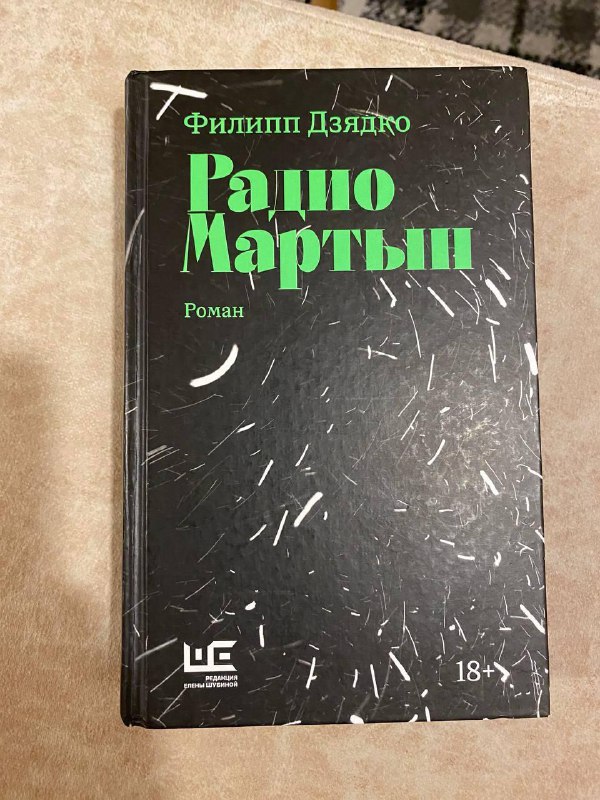 Филипп Дзядко
Радио
Мартын
Роман
РЕДАКЦИЯ
ЕЛЕНЫ ШУБИНОЙ
18+